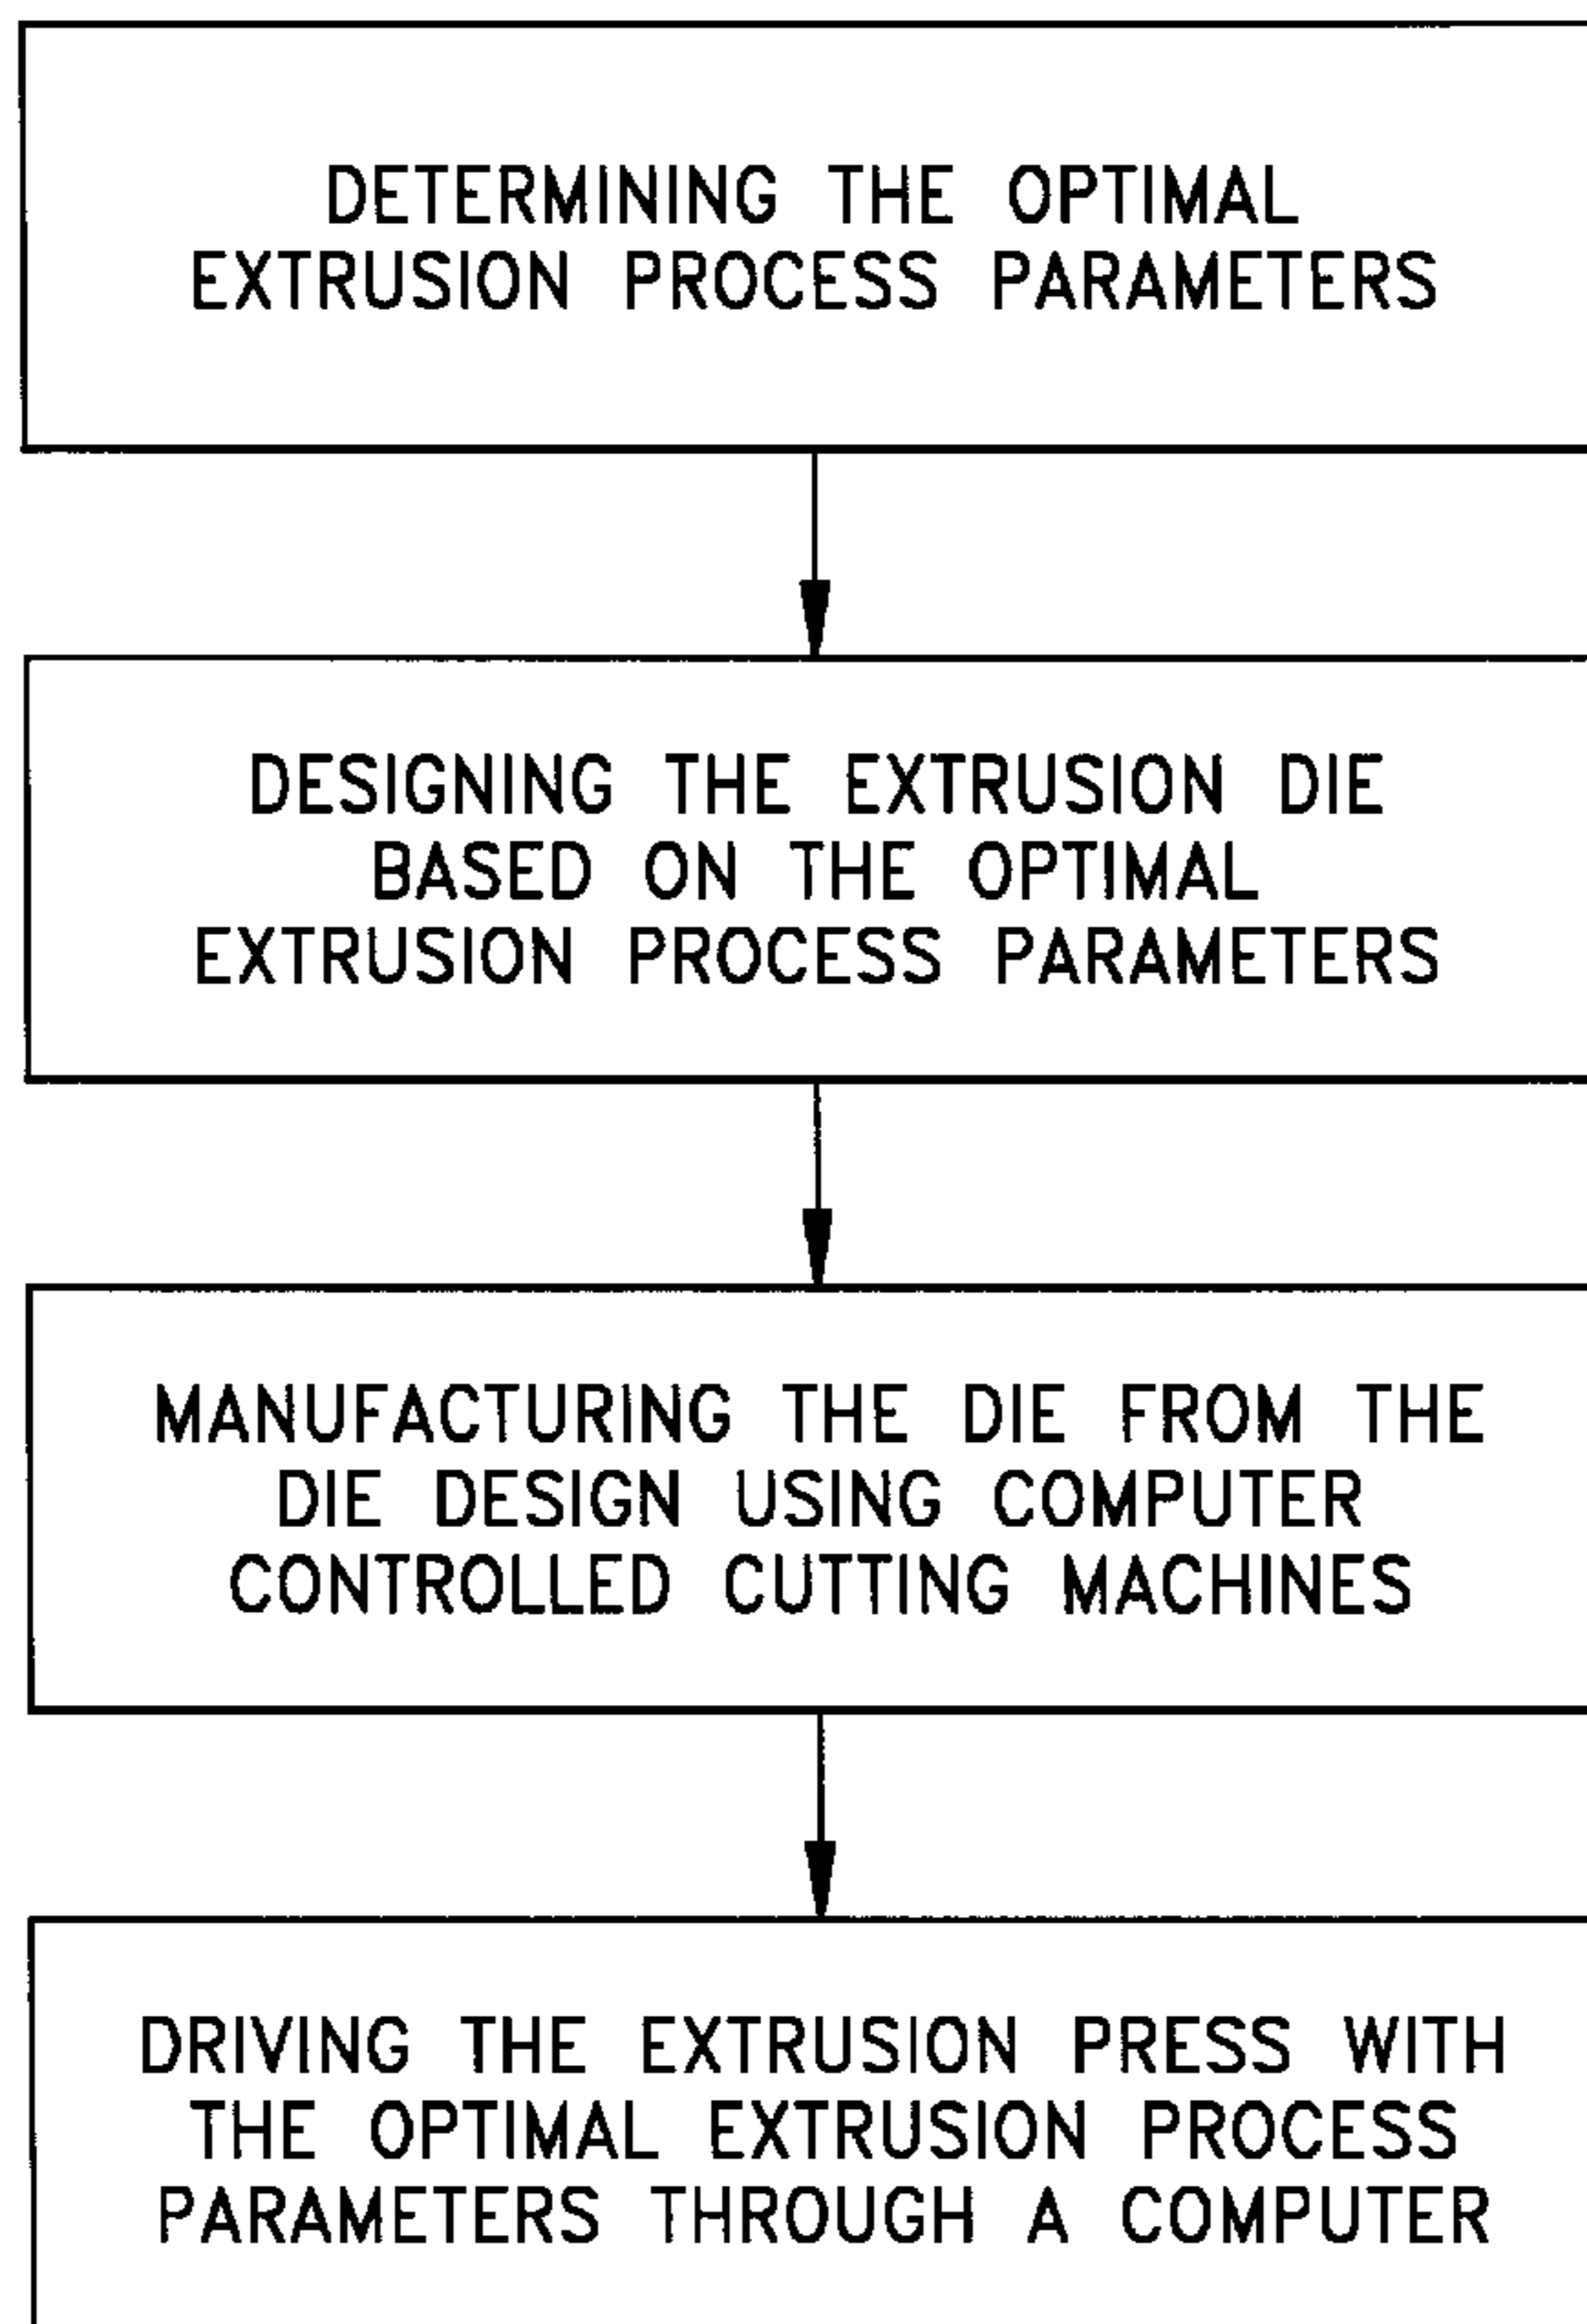 DETERMINING THE OPTIMAL
EXTRUSION PROCESS PARAMETERS
DESIGNING THE EXTRUSION DIE
BASED ON THE OPTIMAL
EXTRUSION PROCESS PARAMETERS
MANUFACTURING THE DIE FROM THE
DIE DESIGN USING COMPUTER
CONTROLLED CUTTING MACHINES
DRIVING THE EXTRUSION PRESS WITH
THE OPTIMAL EXTRUSION PROCESS
PARAMETERS THROUGH A COMPUTER